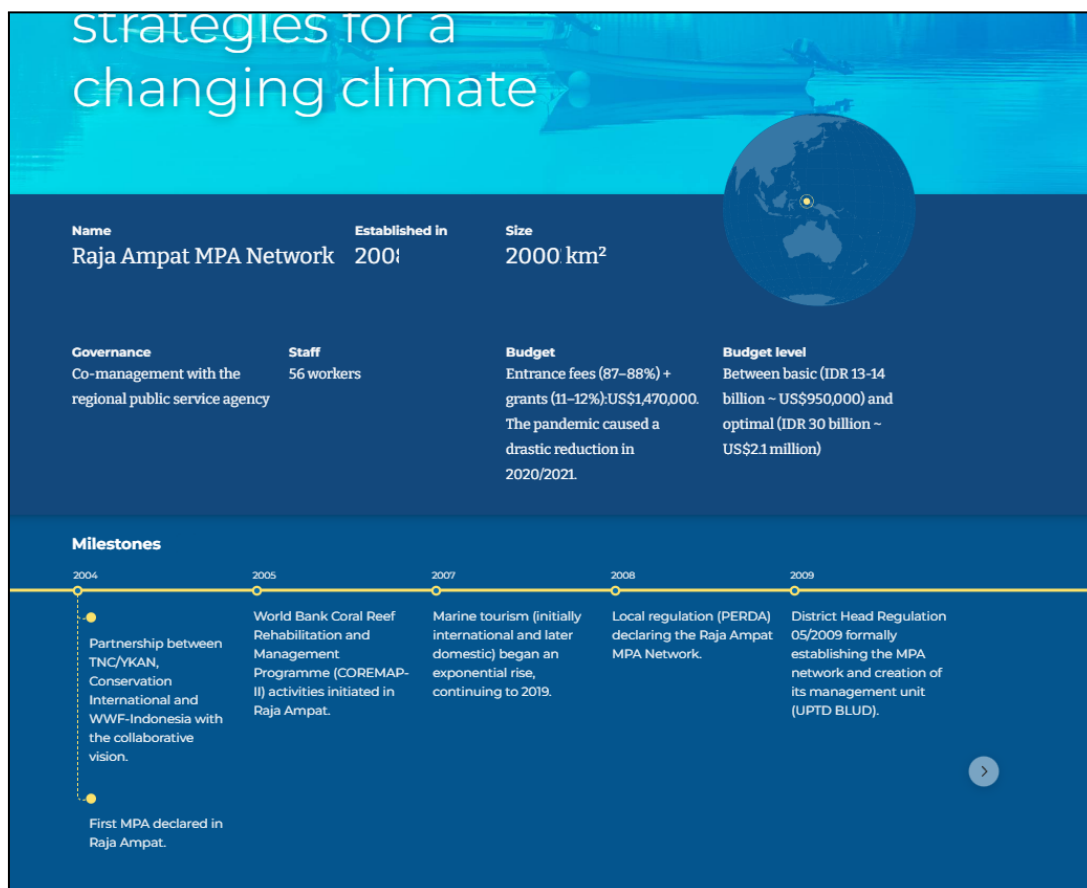 strategies for a
changing climate
Name
Raja Ampat MPA Network
Established in
2008
Size
2000 km²
Governance
Co-management with the
regional public service agency
Staff
56 workers
Budget
Entrance fees (87–88%) +
grants (11–12%):US$1,470,000.
The pandemic caused a
drastic reduction in
2020/2021.
Budget level
Between basic (IDR 13-14
billion ~ US$950,000) and
optimal (IDR 30 billion ~
US$2.1 million)
Milestones
2004
Partnership between
TNC/YKAN,
Conservation
International and
WWF-Indonesia with
the collaborative
vision.
First MPA declared in
Raja Ampat.
2005
World Bank Coral Reef
Rehabilitation and
Management
Programme (COREMAP-
II) activities initiated in
Raja Ampat.
2007
Marine tourism (initially
international and later
domestic) began an
exponential rise,
continuing to 2019.
2008
Local regulation (PERDA)
declaring the Raja Ampat
MPA Network.
2009
District Head Regulation
05/2009 formally
establishing the MPA
network and creation of
its management unit
(UPTD BLUD).